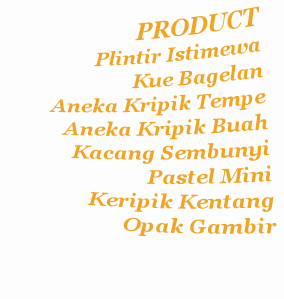 PRODUCT
Plintir Istimewa
Kue Bagelan
Aneka Kripik Tempe
Aneka Kripik Buah
Kacang Sembunyi
Pastel Mini
Keripik Kentang
Opak Gambir